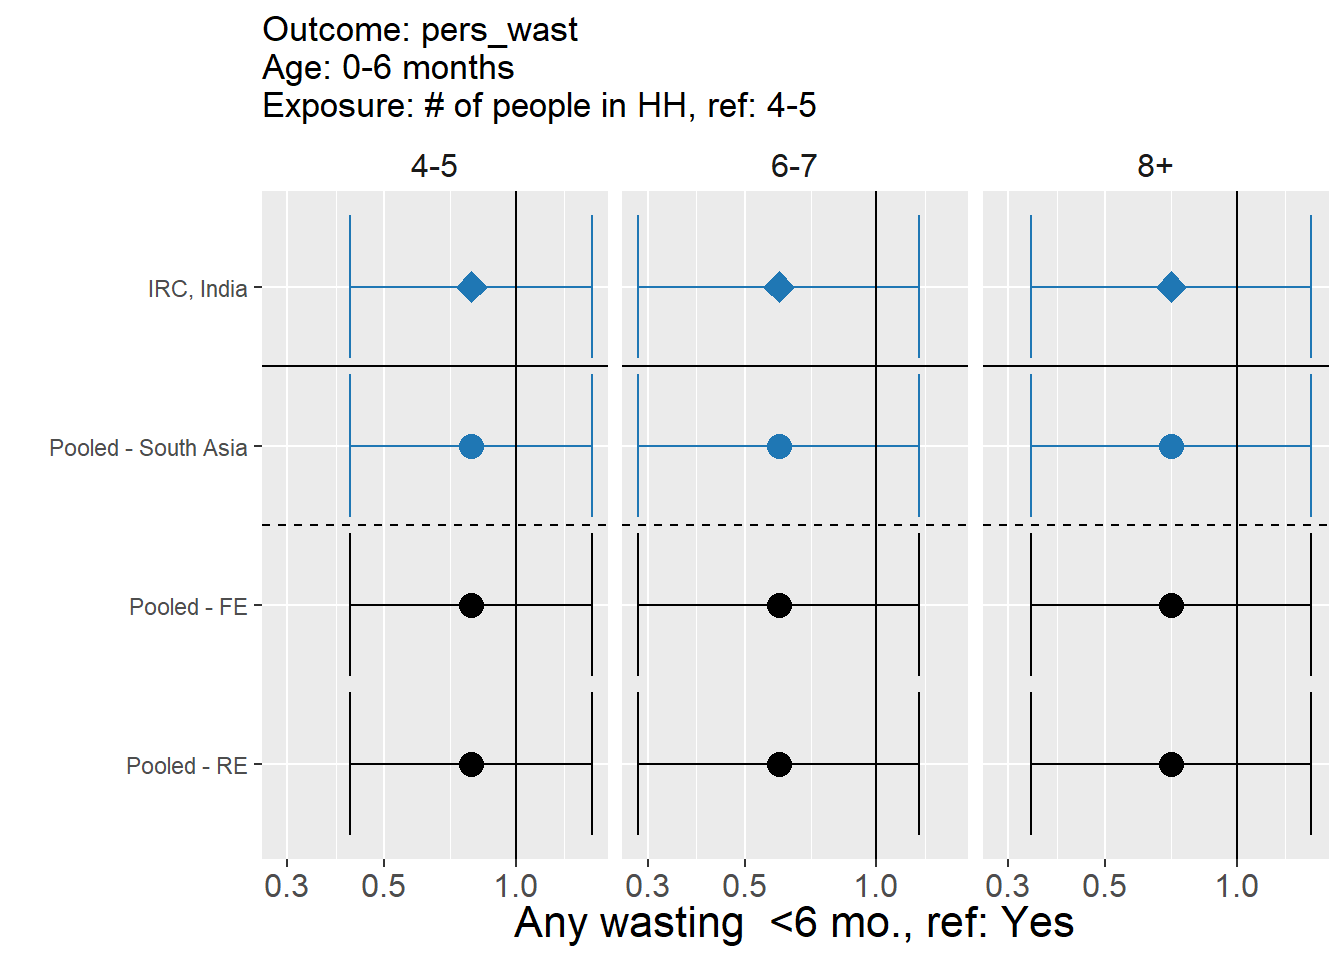 Outcome: pers_wast
Age: 0-6 months
Exposure: # of people in HH, ref: 4-5
4-5 6-7 8+
IRC, India
Pooled - South Asia
Pooled - FE
Pooled - RE
0.3 0.5 1.0 0.3 0.5 1.0 0.3 0.5 1.0
Any wasting  <6 mo., ref: Yes